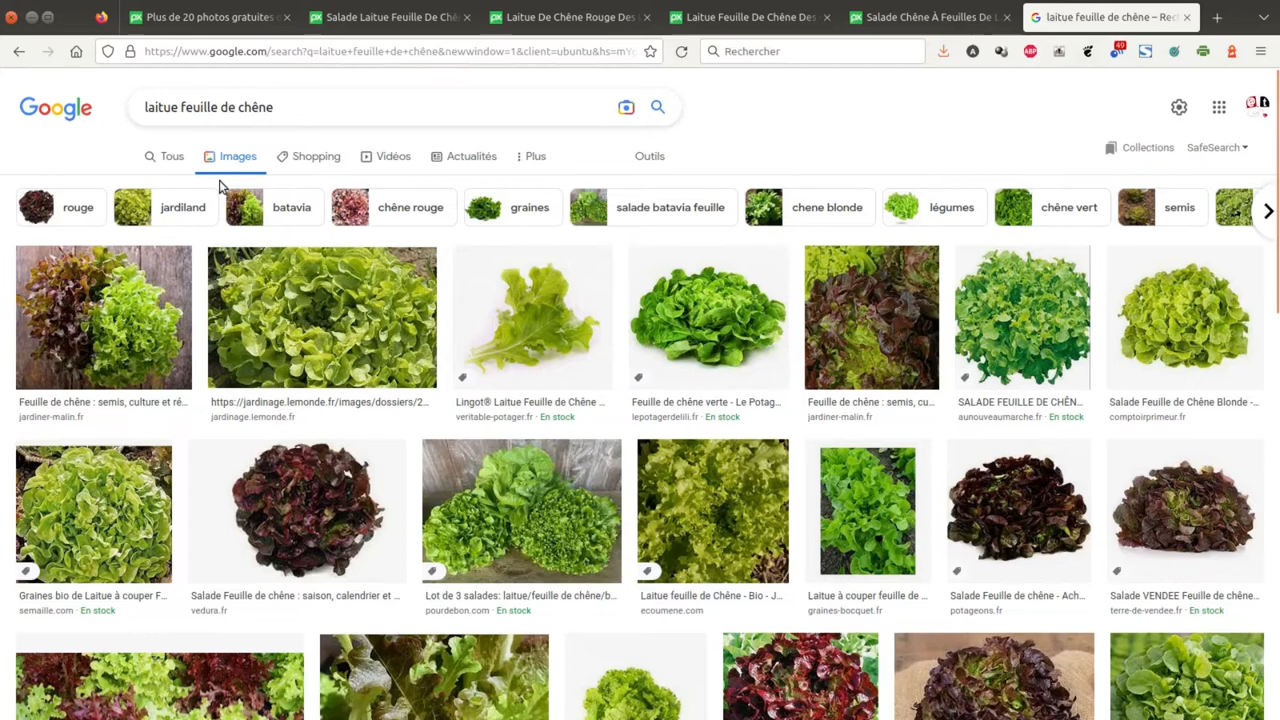 Plus de 20 photos gratuites
Salade Laitue Feuille De Ch
Laitue De Chêne Rouge Des
Laitue Feuille De Chêne Des
Salade Chêne À Feuilles De L
laitue feuille de chêne – Rec
https://www.google.com/search?q=laitue+feuille+de+chêne&newwindow=1&client=ubuntu&hs=
Rechercher
ABP
49
Google
laitue feuille de chêne
Tous
Images
Shopping
Vidéos
Actualités
Plus
Outils
Collections
SafeSearch
rouge
jardiland
batavia
chêne rouge
graines
salade batavia feuille
chene blonde
légumes
chêne vert
semis
Feuille de chêne : semis, culture et ré...
jardiner-malin.fr
https://jardinage.lemonde.fr/images/dossiers/2...
jardinage.lemonde.fr
Lingot® Laitue Feuille de Chêne ...
veritable-potager.fr · En stock
Feuille de chêne verte - Le Potag...
lepotagerdelili.fr · En stock
Feuille de chêne : semis, cu...
jardiner-malin.fr
SALADE FEUILLE DE CHÊN...
aunouveaumarche.fr · En stock
Salade Feuille de Chêne Blonde -...
comptoirprimeur.fr
Graines bio de Laitue à couper F...
semaille.com · En stock
Salade Feuille de chêne : saison, calendrier et ...
vedura.fr
Lot de 3 salades: laitue/feuille de chêne/b...
pourdebon.com · En stock
Laitue feuille de Chêne - Bio - J...
ecoumene.com
Laitue à couper feuille de ...
graines-bocquet.fr
Salade Feuille de chêne - Ach...
potageons.fr
Salade VENDEE Feuille de chêne...
terre-de-vendee.fr · En stock